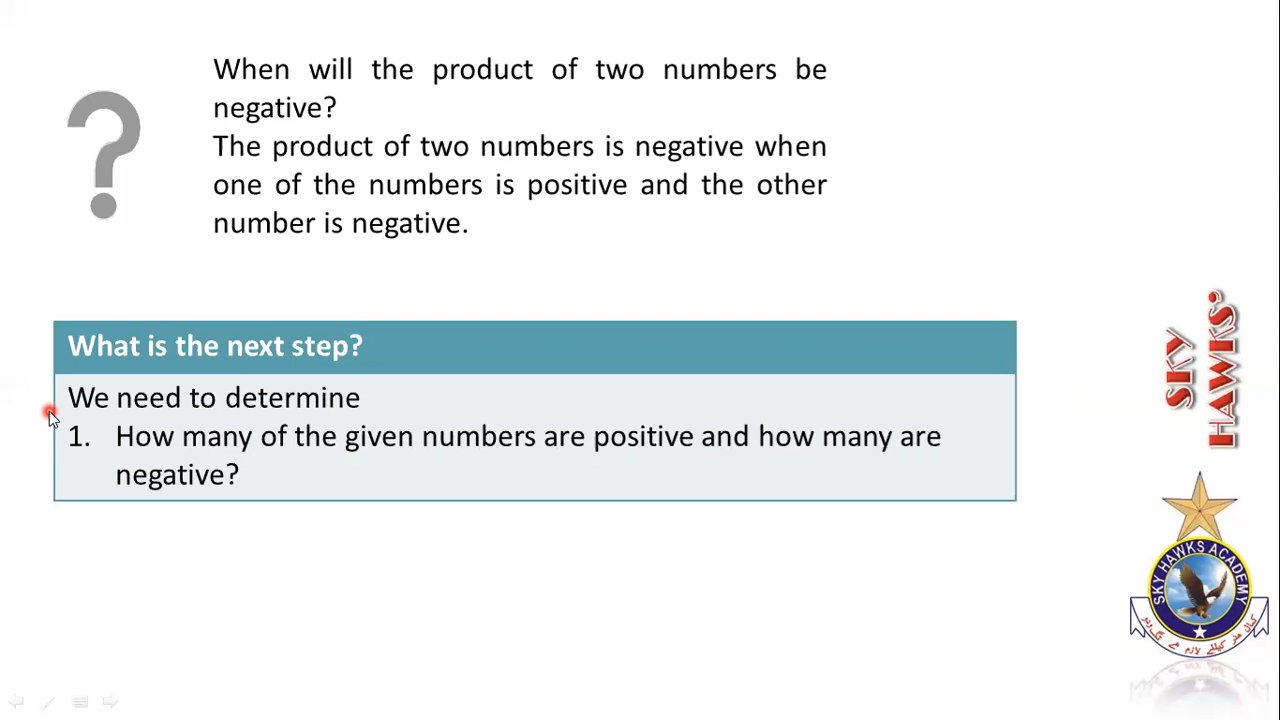 When will the product of two numbers be
negative?
The product of two numbers is negative when
one of the numbers is positive and the other
number is negative.
What is the next step?
We need to determine
1. How many of the given numbers are positive and how many are
negative?
SKY
HAWKS
SKY HAWKS ACADEMY